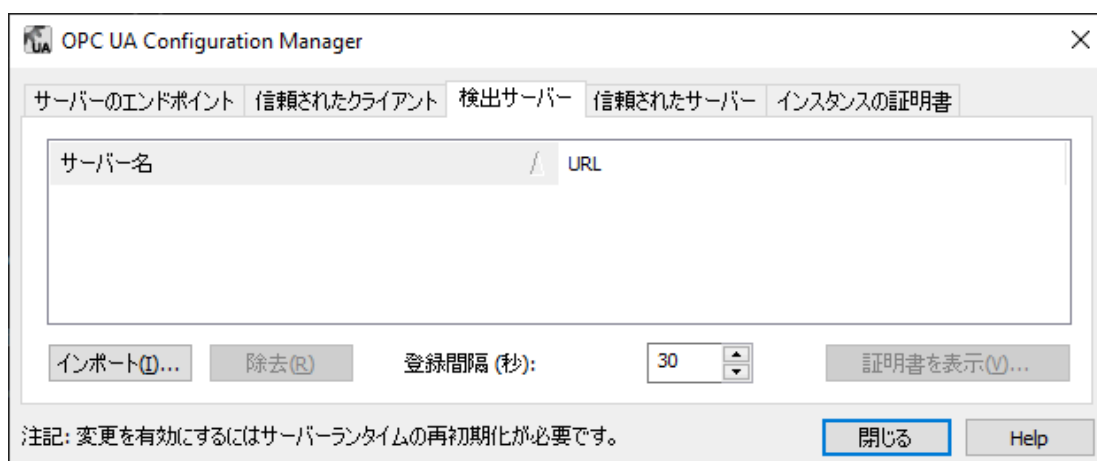 UA OPC UA Configuration Manager
サーバーのエンドポイント 信頼されたクライアント 検出サーバー 信頼されたサーバー インスタンスの証明書
サーバー名 URL
インポート(I)... 除去(R) 登録間隔 (秒): 30 証明書を表示(V)...
注記: 変更を有効にするにはサーバーランタイムの再初期化が必要です。 閉じる Help